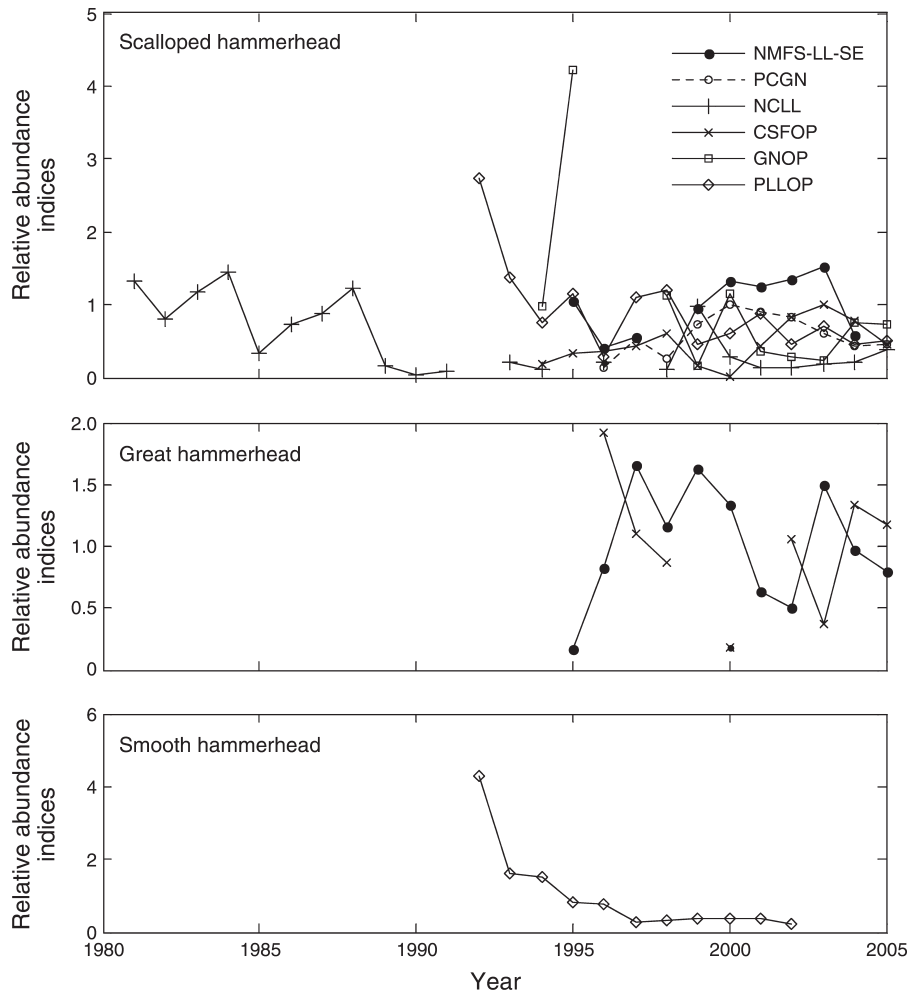 5
Scalloped hammerhead
NMFS-LL-SE
PCGN
4
NCLL
CSFOP
3
GNOP
PLLOP
Relative abundance
indices
2
1
0
2.0
Great hammerhead
1.5
Relative abundance
indices
1.0
0.5
0
6
Smooth hammerhead
4
Relative abundance
indices
2
0
1980 1985 1990 1995 2000 2005
Year